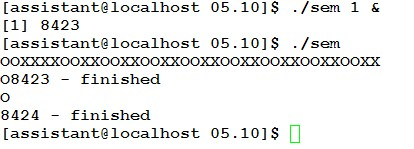 [assistant@localhost 05.10]$ ./sem 1 &
[1] 8423
[assistant@localhost 05.10]$ ./sem
OOXXXXOOXXOOXXOOXXOOXXOOXXOOXXOOXXOOXX
O8423 - finished
O
8424 - finished
[assistant@localhost 05.10]$